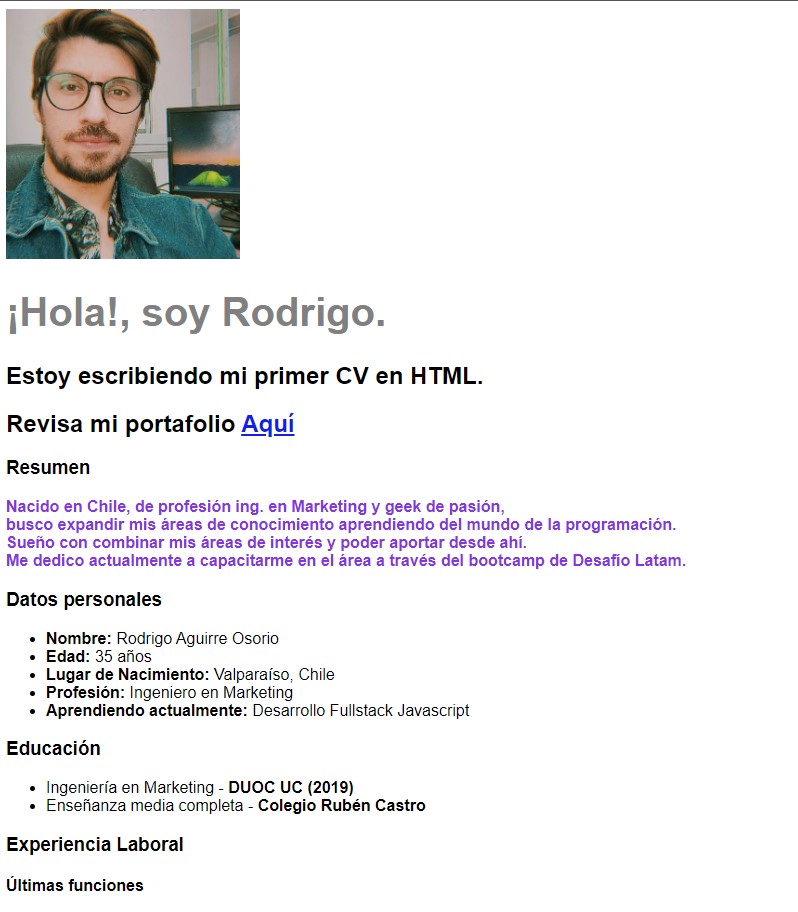 ¡Hola!, soy Rodrigo.
Estoy escribiendo mi primer CV en HTML.
Revisa mi portafolio Aquí
Resumen
Nacido en Chile, de profesión ing. en Marketing y geek de pasión,
busco expandir mis áreas de conocimiento aprendiendo del mundo de la programación.
Sueño con combinar mis áreas de interés y poder aportar desde ahí.
Me dedico actualmente a capacitarme en el área a través del bootcamp de Desafío Latam.
Datos personales
• Nombre: Rodrigo Aguirre Osorio
• Edad: 35 años
• Lugar de Nacimiento: Valparaíso, Chile
• Profesión: Ingeniero en Marketing
• Aprendiendo actualmente: Desarrollo Fullstack Javascript
Educación
• Ingeniería en Marketing - DUOC UC (2019)
• Enseñanza media completa - Colegio Rubén Castro
Experiencia Laboral
Últimas funciones